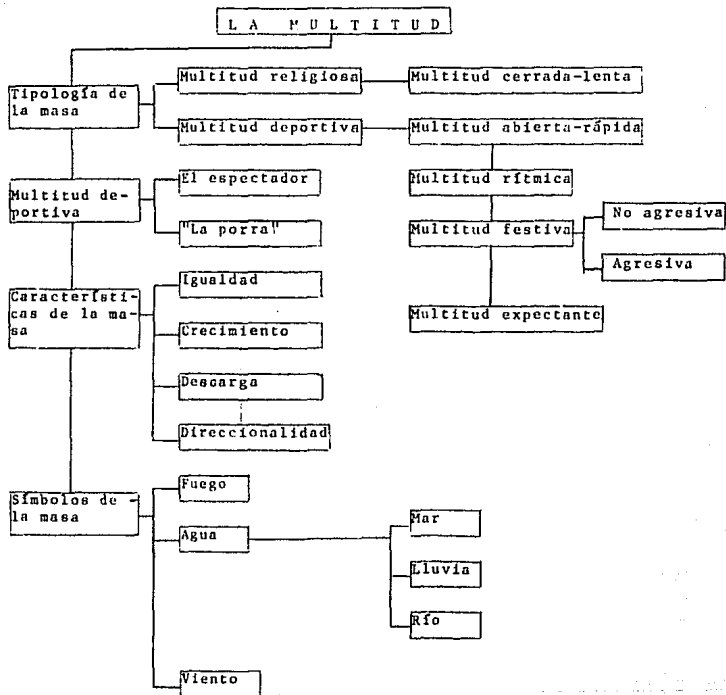 LA MULTITUD
Tipología de
la masa
Multitud religiosa
Multitud cerrada-lenta
Multitud deportiva
Multitud abierta-rápida
Multitud rítmica
Multitud festiva
No agresiva
Agresiva
Multitud expectante
Multitud de-
portiva
El espectador
"La porra"
Característi-
cas de la ma-
sa
Igualdad
Crecimiento
Descarga
Direccionalidad
Símbolos de -
la masa
Fuego
Agua
Mar
Lluvia
Río
Viento